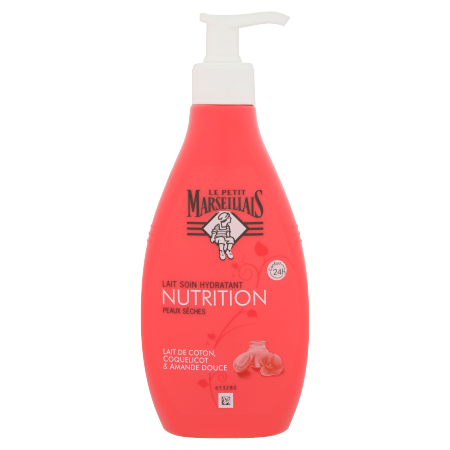 LE PETIT
MARSEILLAIS
LAIT SOIN HYDRATANT
NUTRITION
PEAUX SÈCHES
24H
LAIT DE COTON,
COQUELICOT
& AMANDE DOUCE